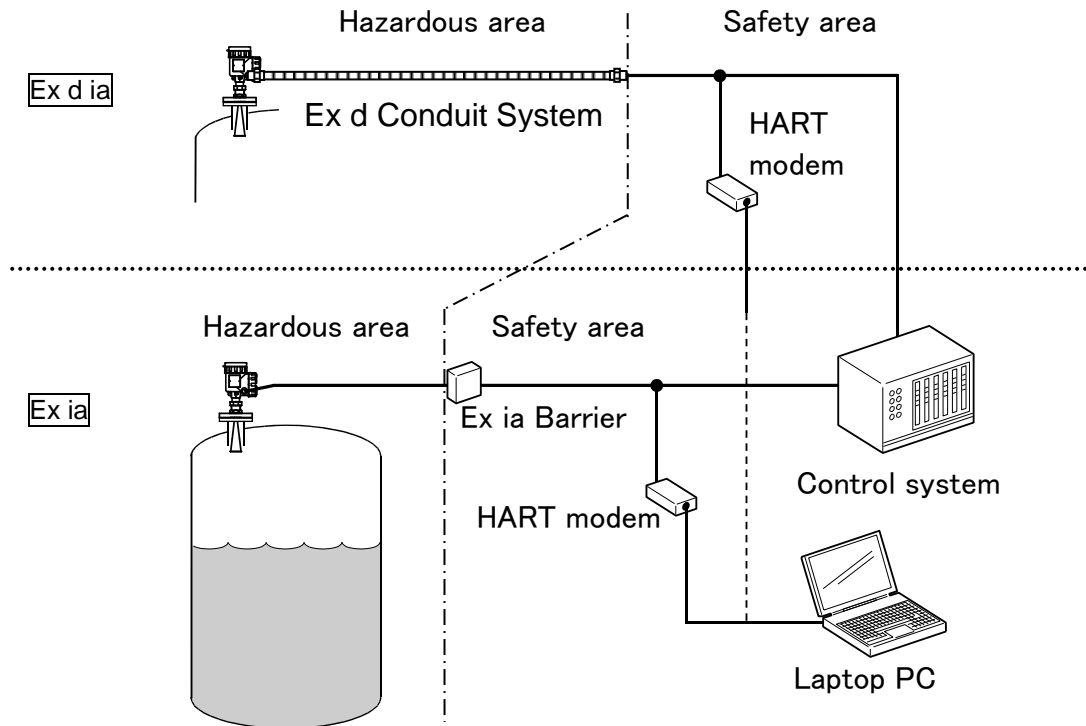 Hazardous area
Safety area
Ex d ia
Ex d Conduit System
HART
modem
Hazardous area
Safety area
Ex ia
Ex ia Barrier
Control system
HART modem
Laptop PC